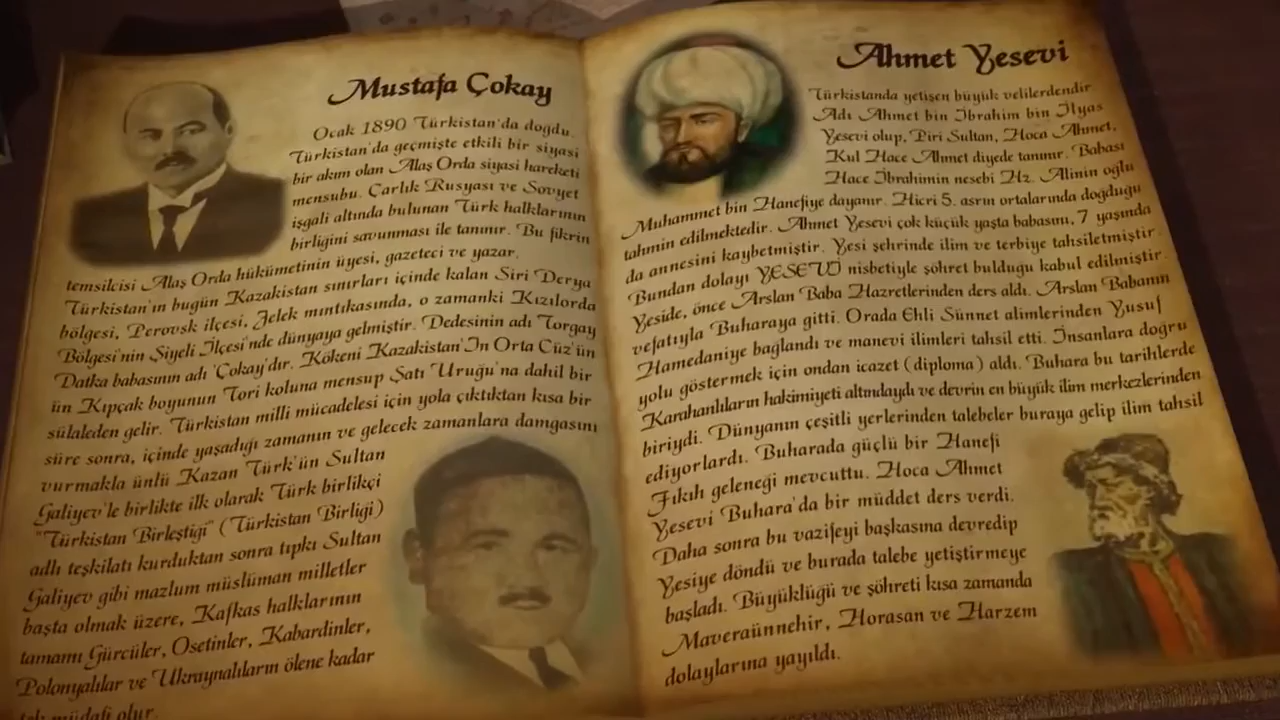 Mustafa Çokay
Ocak 1890 Türkistan'da doğdu.
Türkistan'da geçmişte etkili bir siyasi
bir akım olan Alaş Orda siyasi hareketi
mensubu. Çarlık Rusyası ve Sovyet
işgali altında bulunan Türk halklarının
birliğini savunması ile tanınır. Bu fikrin
temsilcisi Alaş Orda hükümetinin üyesi, gazeteci ve yazar.
Türkistan'ın bugün Kazakistan sınırları içinde kalan Siri Derya
bölgesi, Perovsk ilçesi, Jelek mıntıkasında, o zamanki Kızılorda
Bölgesi'nin Şiyeli İlçesi'nde dünyaya gelmiştir. Dedesinin adı Torgay
Datka babasının adı 'Çokay'dır. Kökeni Kazakistan'In Orta Cüz'ün
ün Kıpçak boyunun Tori koluna mensup Şatı Uruğu'na dahil bir
sülaleden gelir. Türkistan milli mücadelesi için yola çıktıktan kısa bir
süre sonra, içinde yaşadığı zamanın ve gelecek zamanlara damgasını
vurmakla ünlü Kazan Türk'ün Sultan
Galiyev'le birlikte ilk olarak Türk birlikçi
"Türkistan Birleştiği" (Türkistan Birligi)
adlı teşkilatı kurduktan sonra tıpkı Sultan
Galiyev gibi mazlum müslüman milletler
başta olmak üzere, Kafkas halklarının
tamamı Gürcüler, Osetinler, Kabardinler,
Polonyalılar ve Ukraynalıların ölene kadar
tek müdafi olur.
Ahmet Yesevi
Türkistanda yetişen büyük velilerdendir
Adı Ahmet bin İbrahim bin İlyas
Yesevi olup, Piri Sultan, Hoca Ahmet,
Kul Hace Ahmet diyede tanınır. Babası
Hace İbrahimin nesebi Hz. Alinin oğlu
Muhammet bin Hanefiye dayanır. Hicri 5. asrın ortalarında doğduğu
tahmin edilmektedir. Ahmet Yesevi çok küçük yaşta babasını, 7 yaşında
da annesini kaybetmiştir. Yesi şehrinde ilim ve terbiye tahsiletmiştir.
Bundan dolayı YESEVİ nisbetiyle şöhret bulduğu kabul edilmiştir.
Yeside, önce Arslan Baba Hazretlerinden ders aldı. Arslan Babanın
vefatıyla Buharaya gitti. Orada Ehli Sünnet alimlerinden Yusuf
Hamedaniye bağlandı ve manevi ilimleri tahsil etti. İnsanlara doğru
yolu göstermek için ondan icazet (diploma) aldı. Buhara bu tarihlerde
Karahanlıların hakimiyeti altındaydı ve devrin en büyük ilim merkezlerinden
biriydi. Dünyanın çeşitli yerlerinden talebeler buraya gelip ilim tahsil
ediyorlardı. Buharada güçlü bir Hanefi
Fıkıh geleneği mevcuttu. Hoca Ahmet
Yesevi Buhara'da bir müddet ders verdi.
Daha sonra bu vazifeyi başkasına devredip
Yesiye döndü ve burada talebe yetiştirmeye
başladı. Büyüklüğü ve şöhreti kısa zamanda
Maveraünnehir, Horasan ve Harzem
dolaylarına yayıldı.